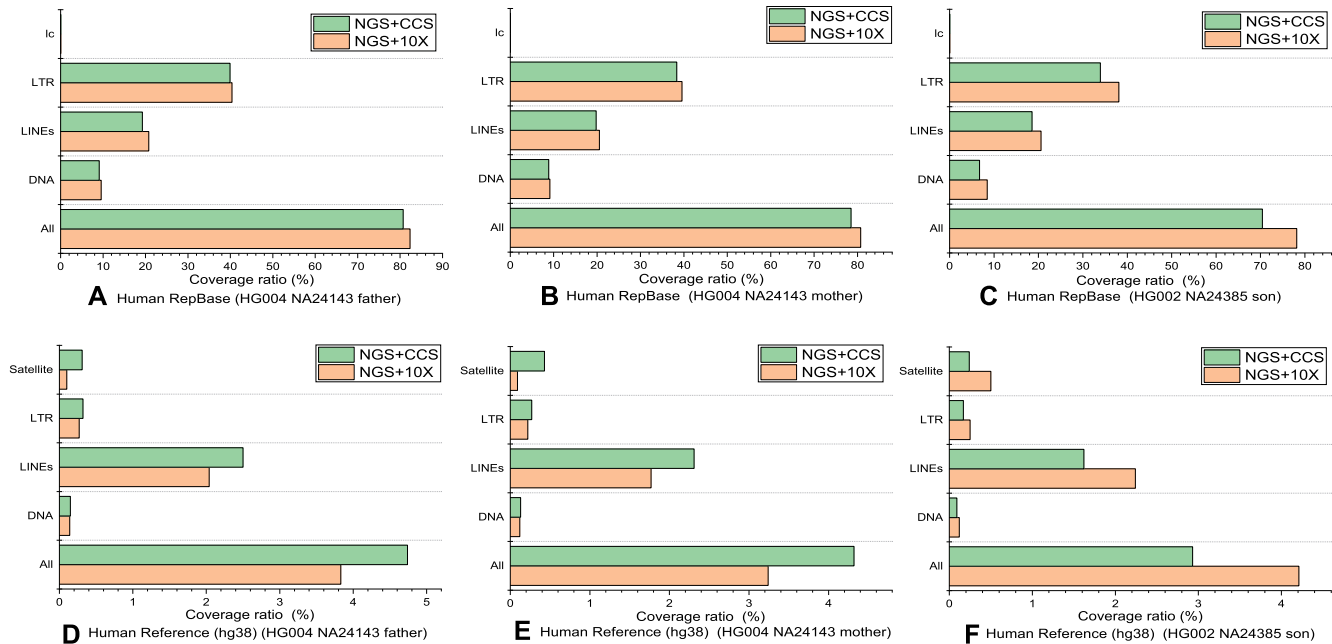 lc
LTR
LINEs
DNA
All
NGS+CCS
NGS+10X
0 10 20 30 40 50 60 70 80 90
Coverage ratio (%)
A Human RepBase (HG004 NA24143 father)
lc
LTR
LINEs
DNA
All
NGS+CCS
NGS+10X
0 10 20 30 40 50 60 70 80
Coverage ratio (%)
B Human RepBase (HG004 NA24143 mother)
lc
LTR
LINEs
DNA
All
NGS+CCS
NGS+10X
0 10 20 30 40 50 60 70 80
Coverage ratio (%)
C Human RepBase (HG002 NA24385 son)
Satellite
LTR
LINEs
DNA
All
NGS+CCS
NGS+10X
0 1 2 3 4 5
Coverage ratio (%)
D Human Reference (hg38) (HG004 NA24143 father)
Satellite
LTR
LINEs
DNA
All
NGS+CCS
NGS+10X
0 1 2 3 4
Coverage ratio (%)
E Human Reference (hg38) (HG004 NA24143 mother)
Satellite
LTR
LINEs
DNA
All
NGS+CCS
NGS+10X
0 1 2 3 4
Coverage ratio (%)
F Human Reference (hg38) (HG002 NA24385 son)